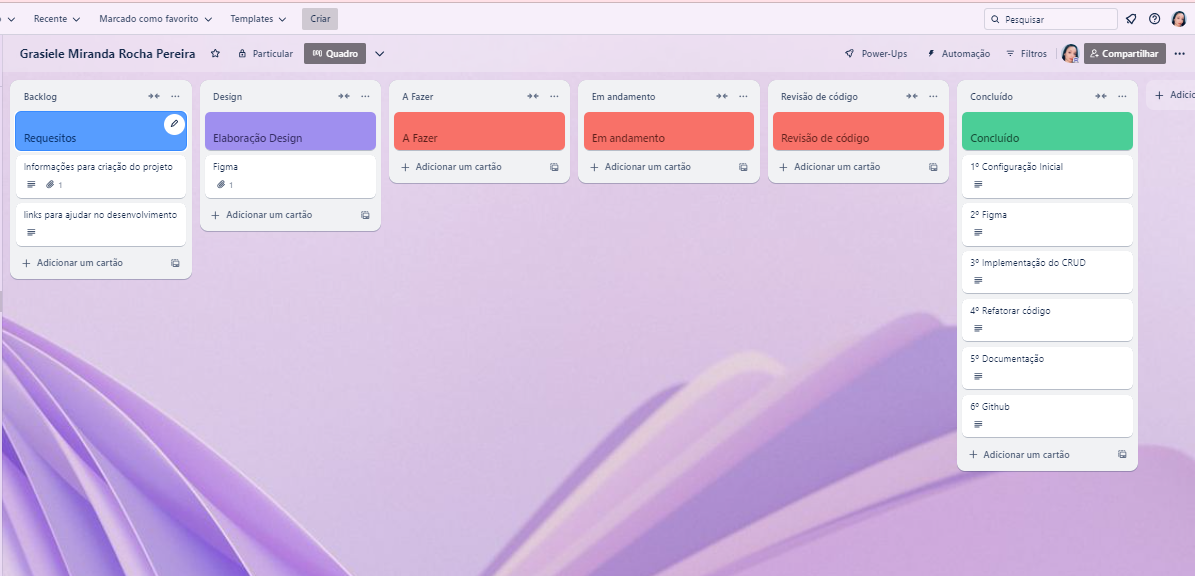 Recente
Marcado como favorito
Templates
Criar
Pesquisar
Grasiele Miranda Rocha Pereira
Particular
Quadro
Power-Ups
Automação
Filtros
Compartilhar
Backlog
Requesitos
Informações para criação do projeto
1
links para ajudar no desenvolvimento
Adicionar um cartão
Design
Elaboração Design
Figma
1
Adicionar um cartão
A Fazer
A Fazer
Adicionar um cartão
Em andamento
Em andamento
Adicionar um cartão
Revisão de código
Revisão de código
Adicionar um cartão
Concluído
Concluído
1º Configuração Inicial
2º Figma
3º Implementação do CRUD
4º Refatorar código
5º Documentação
6º Github
Adicionar um cartão